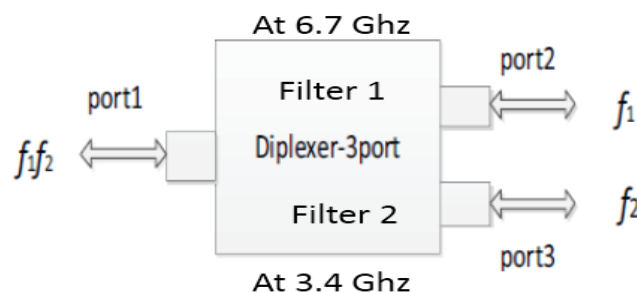 At 6.7 Ghz
port1
port2
Filter 1
f₁f₂
Diplexer-3port
f₁
Filter 2
f₂
port3
At 3.4 Ghz